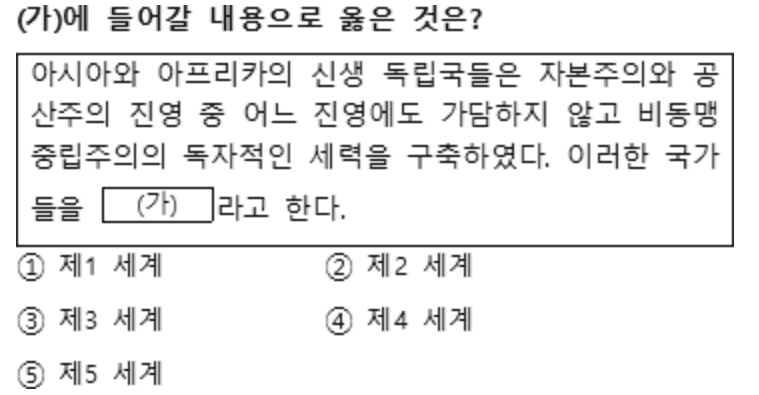 (가)에 들어갈 내용으로 옳은 것은?
아시아와 아프리카의 신생 독립국들은 자본주의와 공
산주의 진영 중 어느 진영에도 가담하지 않고 비동맹
중립주의의 독자적인 세력을 구축하였다. 이러한 국가
들을 (가) 라고 한다.
① 제1 세계 ② 제2 세계
③ 제3 세계 ④ 제4 세계
⑤ 제5 세계